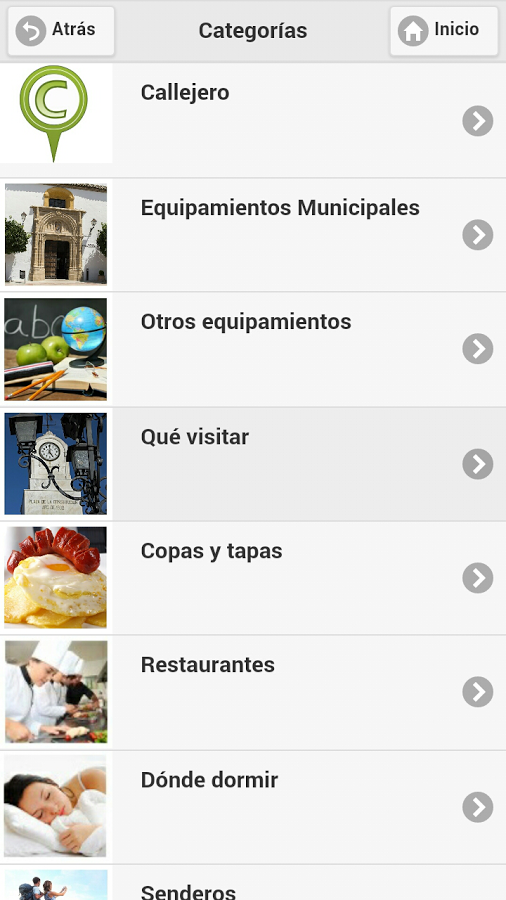 Atrás
Categorías
Inicio
Callejero
Equipamientos Municipales
Otros equipamientos
abc
Qué visitar
Copas y tapas
Restaurantes
Dónde dormir
Senderos